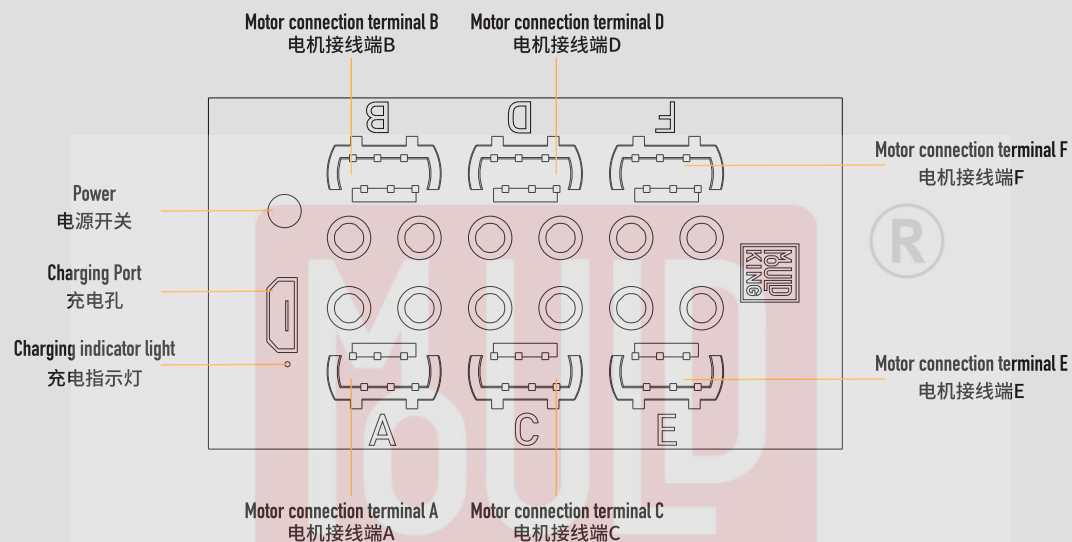 Motor connection terminal B
电机接线端B
Motor connection terminal D
电机接线端D
B
D
F
Motor connection terminal F
电机接线端F
Power
电源开关
®
MOULD
KING
Charging Port
充电孔
Charging indicator light
充电指示灯
Motor connection terminal E
电机接线端E
A
C
E
MOULD
Motor connection terminal A
电机接线端A
Motor connection terminal C
电机接线端C